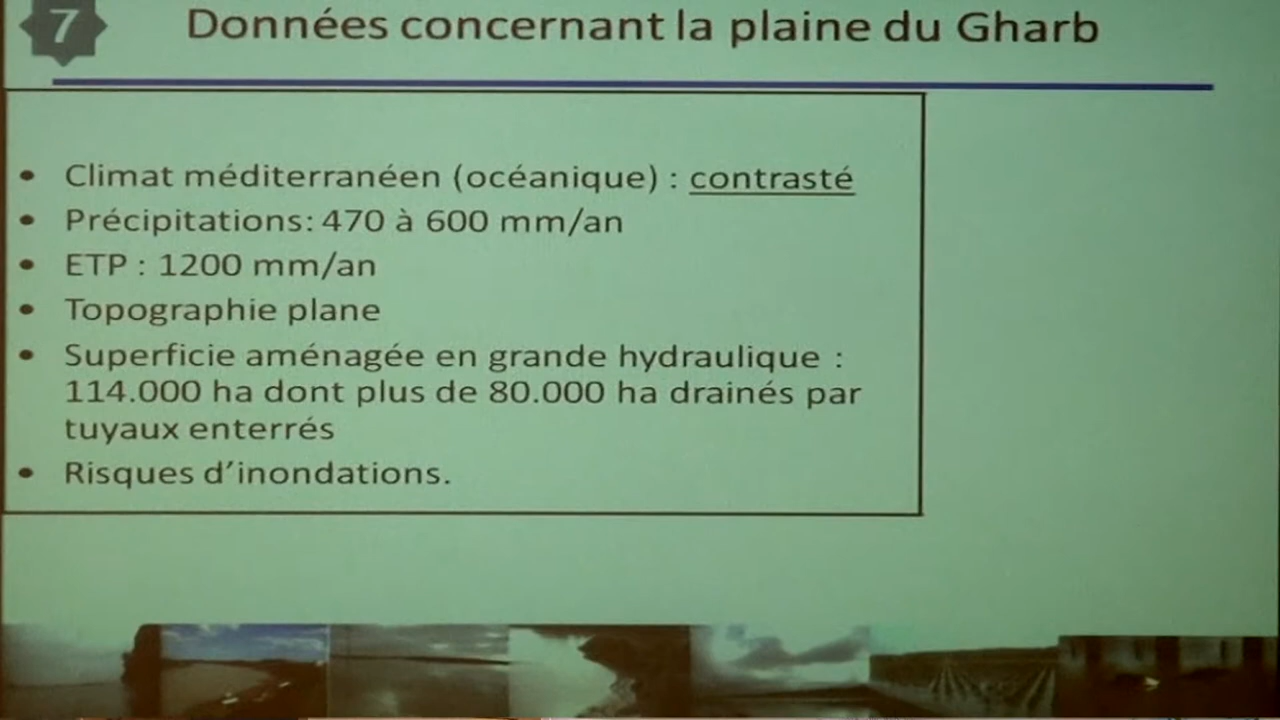 7
Données concernant la plaine du Gharb
• Climat méditerranéen (océanique) : contrasté
• Précipitations: 470 à 600 mm/an
• ETP : 1200 mm/an
• Topographie plane
• Superficie aménagée en grande hydraulique :
114.000 ha dont plus de 80.000 ha drainés par
tuyaux enterrés
• Risques d’inondations.